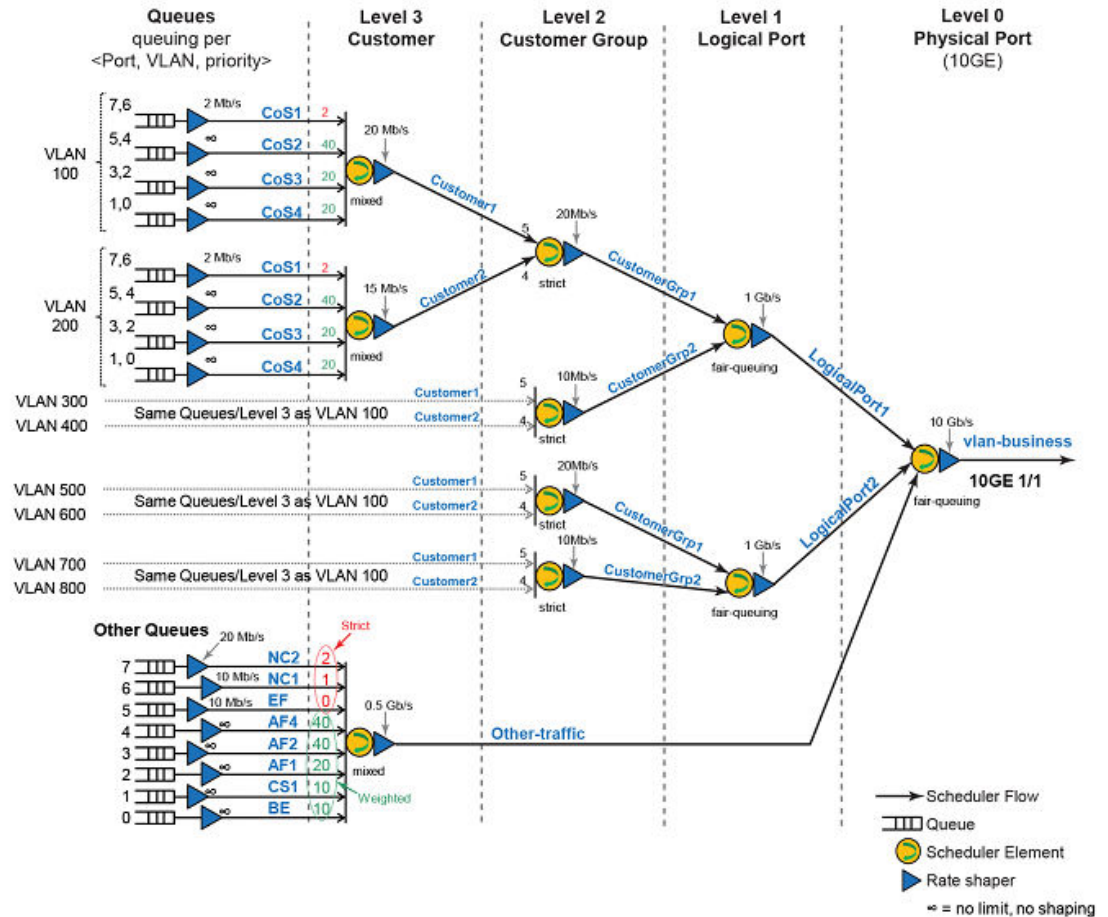 Queues
queuing per
<Port, VLAN, priority>
Level 3
Customer
Level 2
Customer Group
Level 1
Logical Port
Level 0
Physical Port
(10GE)
VLAN
100
7,6
2 Mb/s
CoS1
2
5,4
∞
CoS2
40
3,2
∞
CoS3
20
1,0
∞
CoS4
20
20 Mb/s
mixed
Customer1
VLAN
200
7,6
2 Mb/s
CoS1
2
5, 4
∞
CoS2
40
3, 2
∞
CoS3
20
1, 0
∞
CoS4
20
15 Mb/s
mixed
Customer2
5
4
20Mb/s
strict
CustomerGrp1
VLAN 300
VLAN 400
Same Queues/Level 3 as VLAN 100
Customer1
Customer2
5
4
10Mb/s
strict
CustomerGrp2
1 Gb/s
fair-queuing
LogicalPort1
VLAN 500
VLAN 600
Same Queues/Level 3 as VLAN 100
Customer1
Customer2
5
4
20Mb/s
strict
CustomerGrp1
VLAN 700
VLAN 800
Same Queues/Level 3 as VLAN 100
Customer1
Customer2
5
4
10Mb/s
strict
CustomerGrp2
1 Gb/s
fair-queuing
LogicalPort2
10 Gb/s
vlan-business
10GE 1/1
fair-queuing
Other Queues
20 Mb/s
Strict
7
NC2
2
6
10 Mb/s
NC1
1
5
10 Mb/s
EF
0
4
∞
AF4
40
3
∞
AF2
40
2
∞
AF1
20
1
∞
CS1
10
0
∞
BE
10
Weighted
0.5 Gb/s
mixed
Other-traffic
Scheduler Flow
Queue
Scheduler Element
Rate shaper
∞ = no limit, no shaping